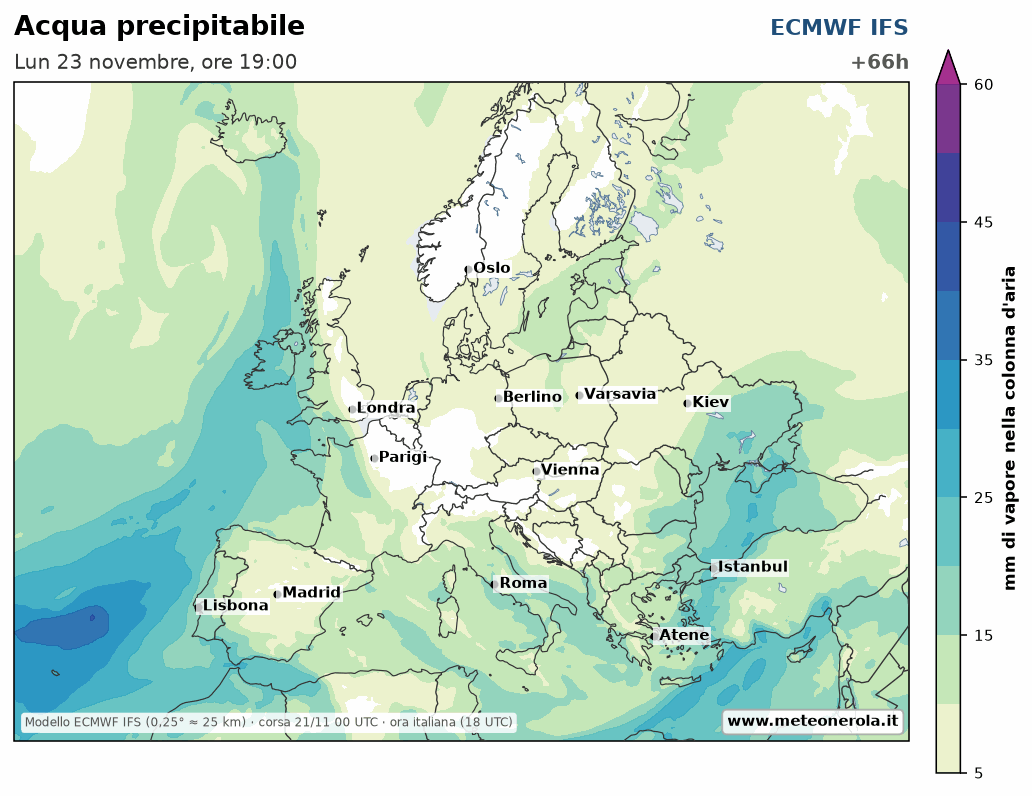 Acqua precipitabile
ECMWF IFS
Lun 23 novembre, ore 19:00
+66h
60
45
35
25
15
5
mm di vapore nella colonna d'aria
Oslo
Berlino
Varsavia
Kiev
Londra
Parigi
Vienna
Istanbul
Roma
Madrid
Lisbona
Atene
Modello ECMWF IFS (0,25° ≈ 25 km) · corsa 21/11 00 UTC · ora italiana (18 UTC)
www.meteonerola.it